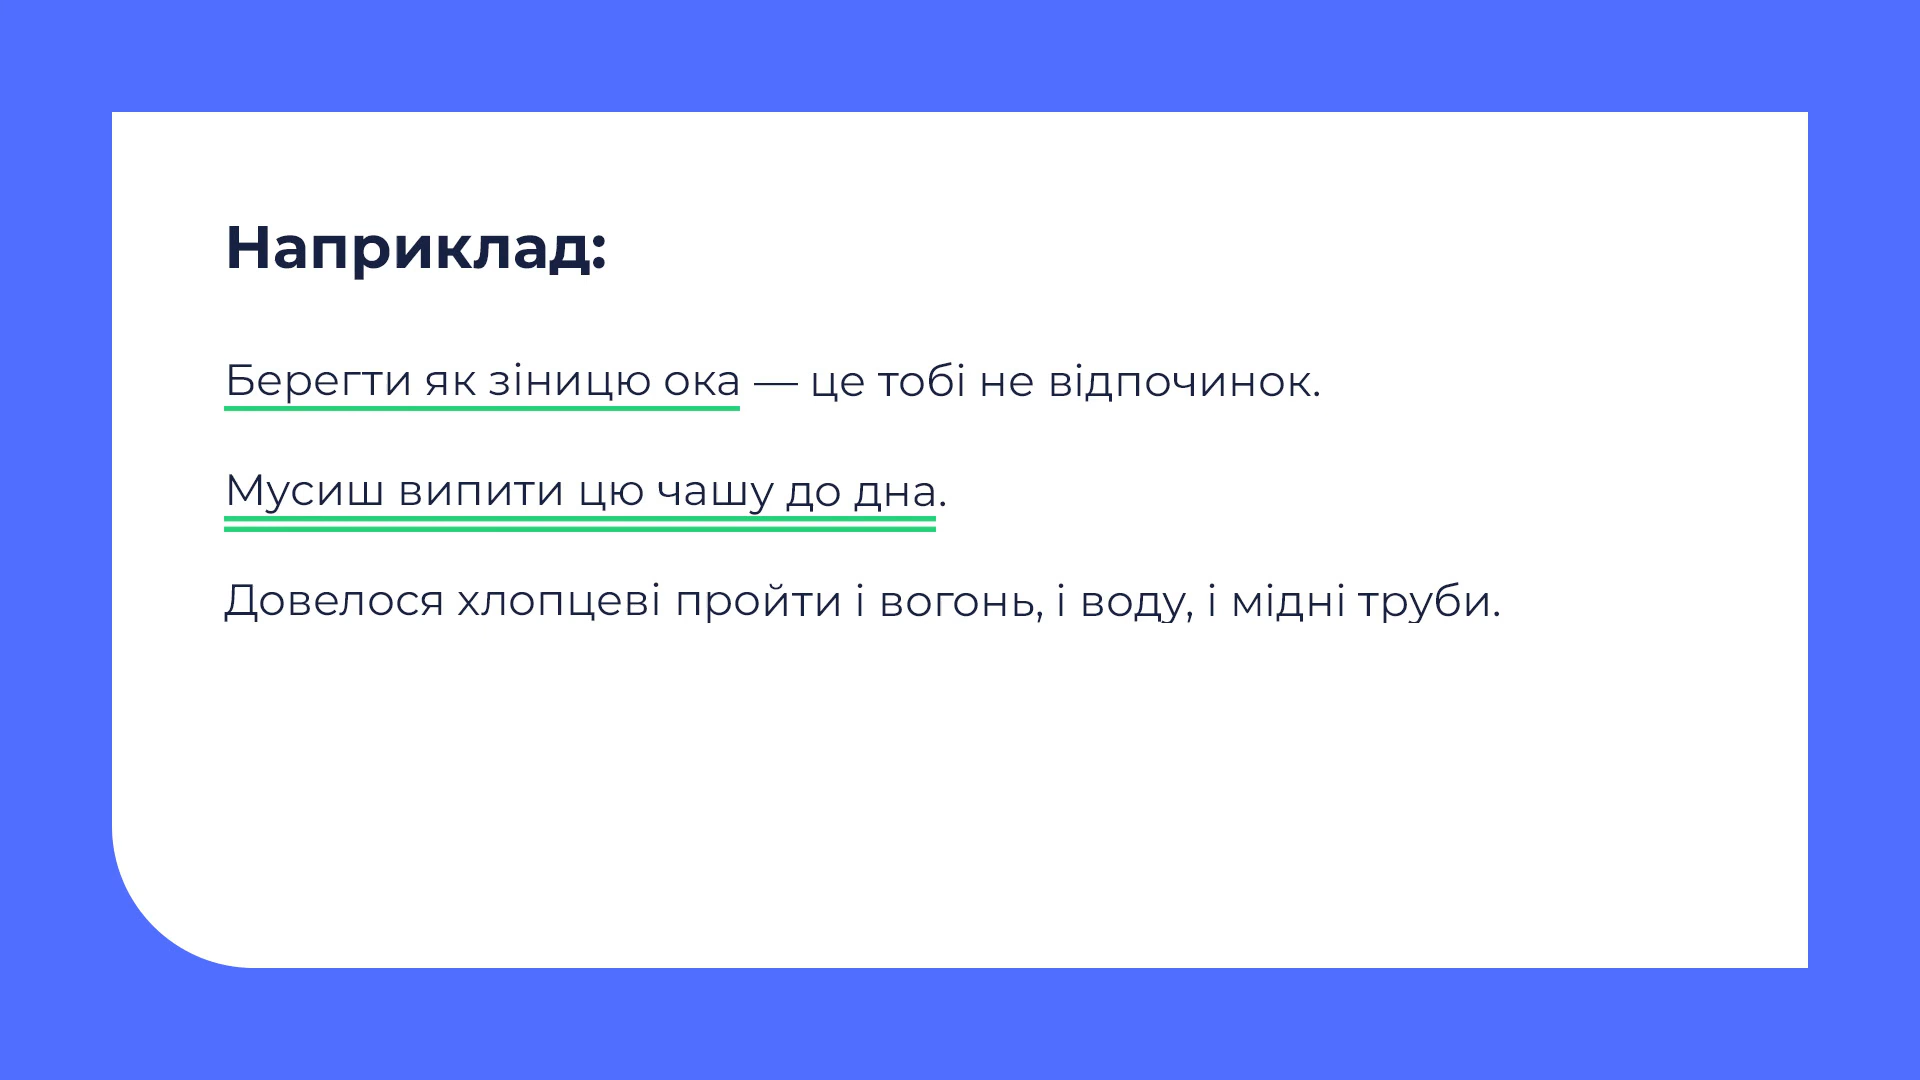 Наприклад:
Берегти як зіницю ока — це тобі не відпочинок.
Мусиш випити цю чашу до дна.
Довелося хлопцеві пройти і вогонь, і воду, і мідні труби.